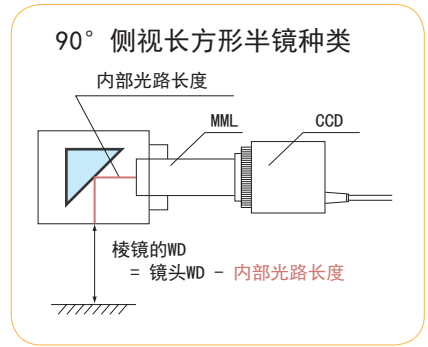 90° 侧视长方形半镜种类
内部光路长度
MML
CCD
棱镜的WD
= 镜头WD - 内部光路长度